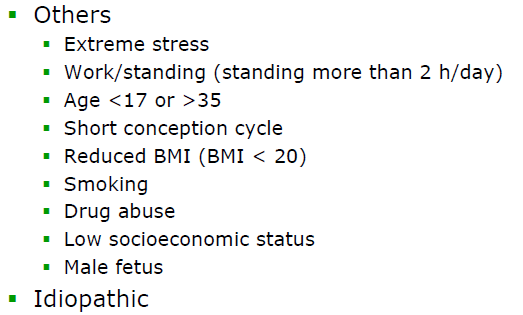 ▪ Others
▪ Extreme stress
▪ Work/standing (standing more than 2 h/day)
▪ Age <17 or >35
▪ Short conception cycle
▪ Reduced BMI (BMI < 20)
▪ Smoking
▪ Drug abuse
▪ Low socioeconomic status
▪ Male fetus
▪ Idiopathic